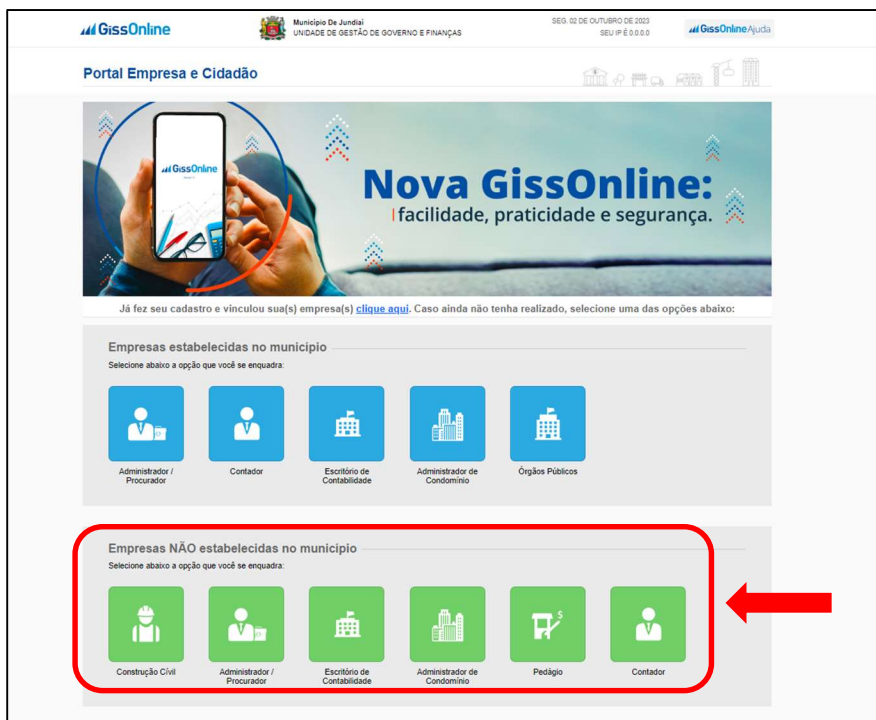 GissOnline
Município De Jundiaí
UNIDADE DE GESTÃO DE GOVERNO E FINANÇAS
SEG. 02 DE OUTUBRO DE 2023
SEU IP É 0.0.0.0
GissOnline Ajuda
Portal Empresa e Cidadão
GissOnline
Nova GissOnline:
facilidade, praticidade e segurança.
Já fez seu cadastro e vinculou sua(s) empresa(s) clique aqui. Caso ainda não tenha realizado, selecione uma das opções abaixo:
Empresas estabelecidas no município
Selecione abaixo a opção que você se enquadra:
Administrador /
Procurador
Contador
Escritório de
Contabilidade
Administrador de
Condomínio
Órgãos Públicos
Empresas NÃO estabelecidas no município
Selecione abaixo a opção que você se enquadra:
Construção Cívil
Administrador /
Procurador
Escritório de
Contabilidade
Administrador de
Condomínio
Pedágio
Contador